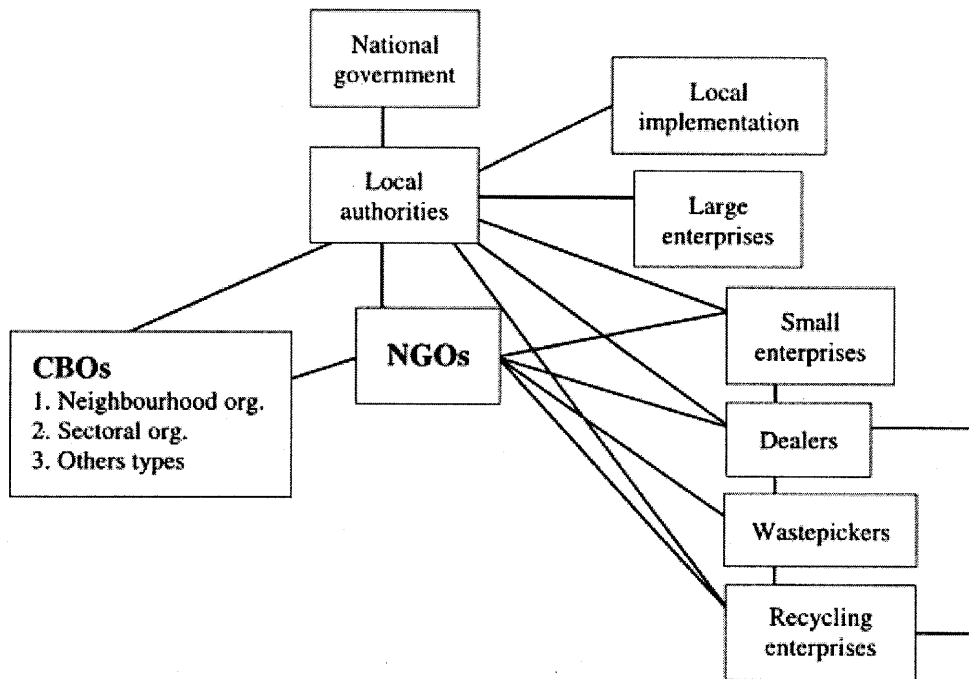 National
government
Local
implementation
Local
authorities
Large
enterprises
Small
enterprises
CBOs
1. Neighbourhood org.
2. Sectoral org.
3. Others types
NGOs
Dealers
Wastepickers
Recycling
enterprises